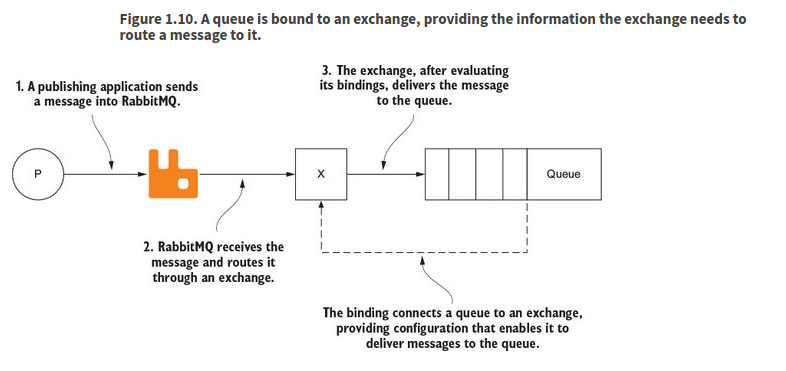 Figure 1.10. A queue is bound to an exchange, providing the information the exchange needs to
route a message to it.
1. A publishing application sends
a message into RabbitMQ.
3. The exchange, after evaluating
its bindings, delivers the message
to the queue.
P
X
Queue
2. RabbitMQ receives the
message and routes it
through an exchange.
The binding connects a queue to an exchange,
providing configuration that enables it to
deliver messages to the queue.